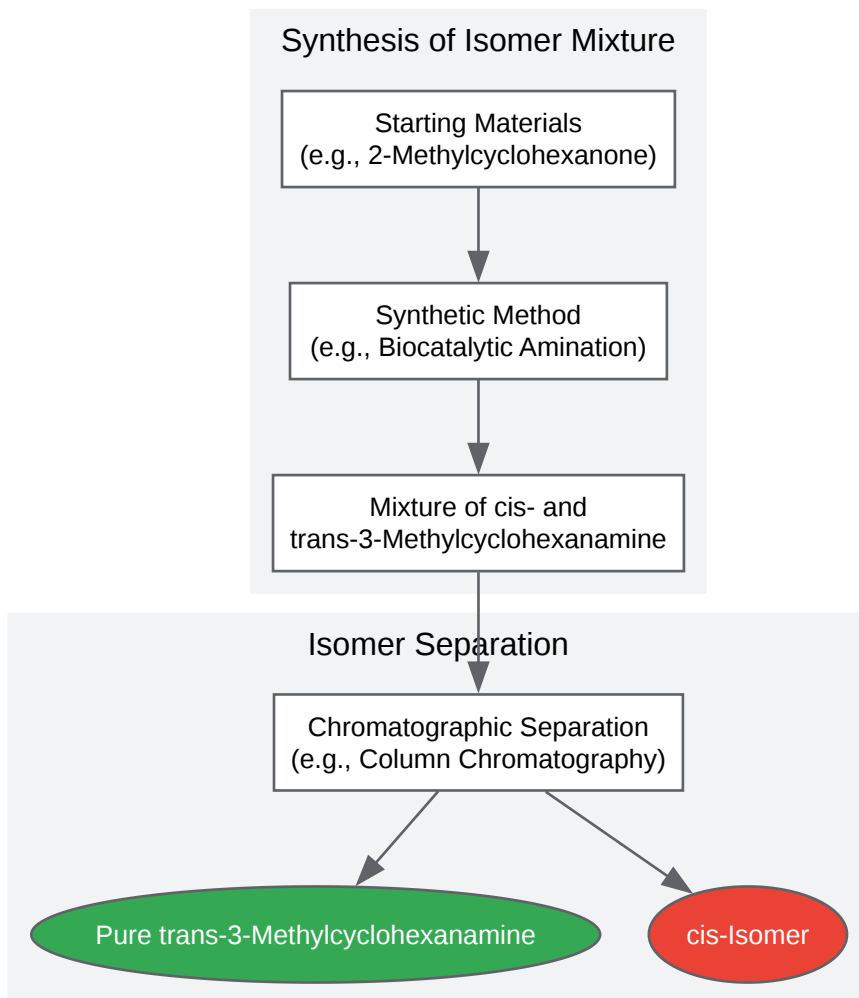 Synthesis of Isomer Mixture
Starting Materials
(e.g., 2-Methylcyclohexanone)
Synthetic Method
(e.g., Biocatalytic Amination)
Mixture of cis- and
trans-3-Methylcyclohexanamine
Isomer Separation
Chromatographic Separation
(e.g., Column Chromatography)
Pure trans-3-Methylcyclohexanamine
cis-Isomer